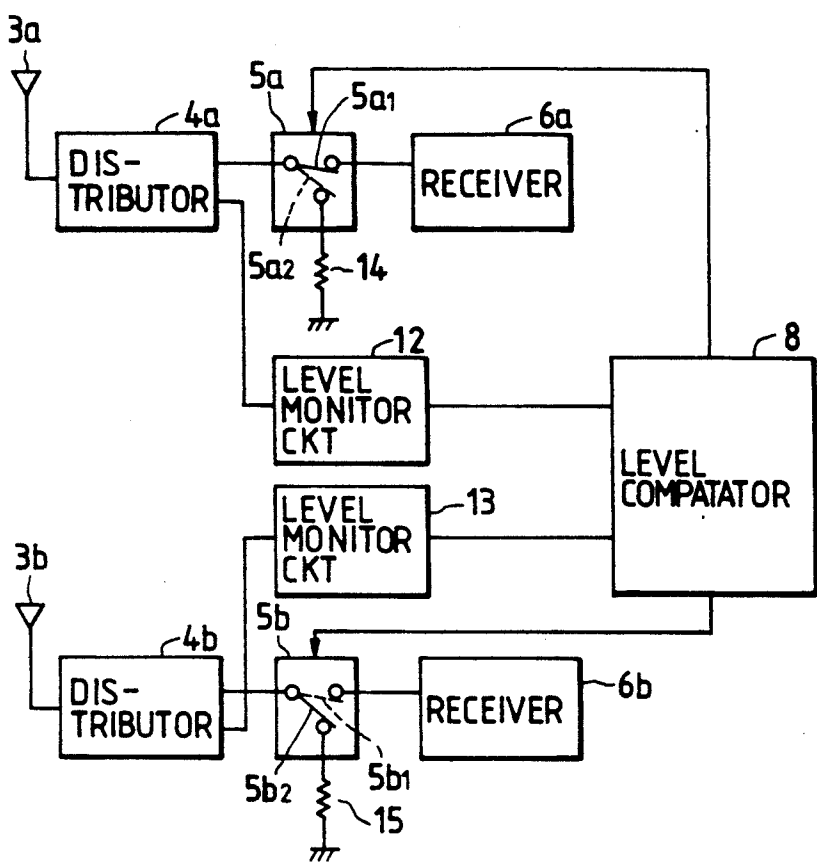 3a
4a
5a
5a1
6a
DIS-
TRIBUTOR
RECEIVER
5a2
14
12
8
LEVEL
MONITOR
CKT
LEVEL
COMPATATOR
LEVEL
MONITOR
CKT
13
3b
4b
5b
DIS-
TRIBUTOR
RECEIVER
6b
5b2
5b1
15